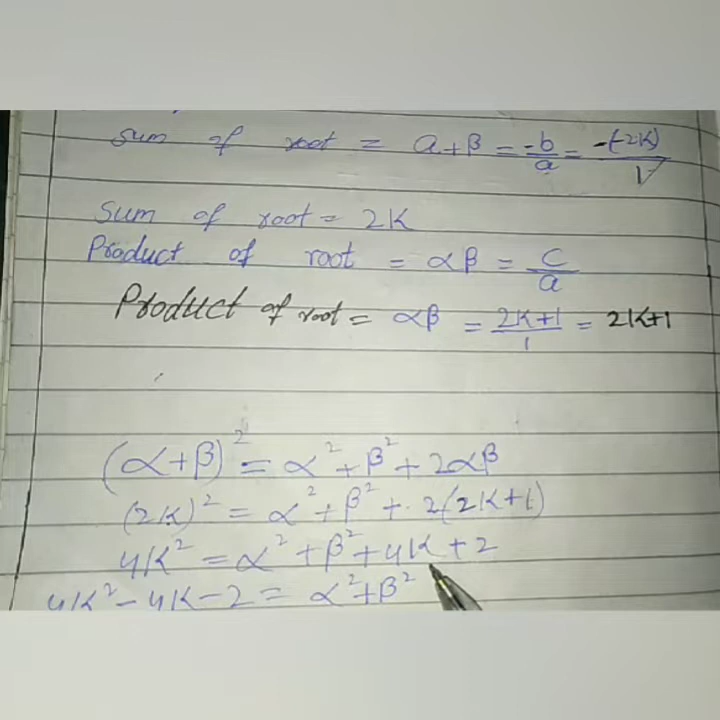 Sum of root = α+β = -b/a = -(-2K)/1
Sum of root = 2K
Product of root = αβ = c/a
Product of root = αβ = 2K+1/1 = 2K+1
(α+β)² = α²+β²+2αβ
(2K)² = α²+β²+2(2K+1)
4K² = α²+β²+4K+2
4K²-4K-2 = α²+β²